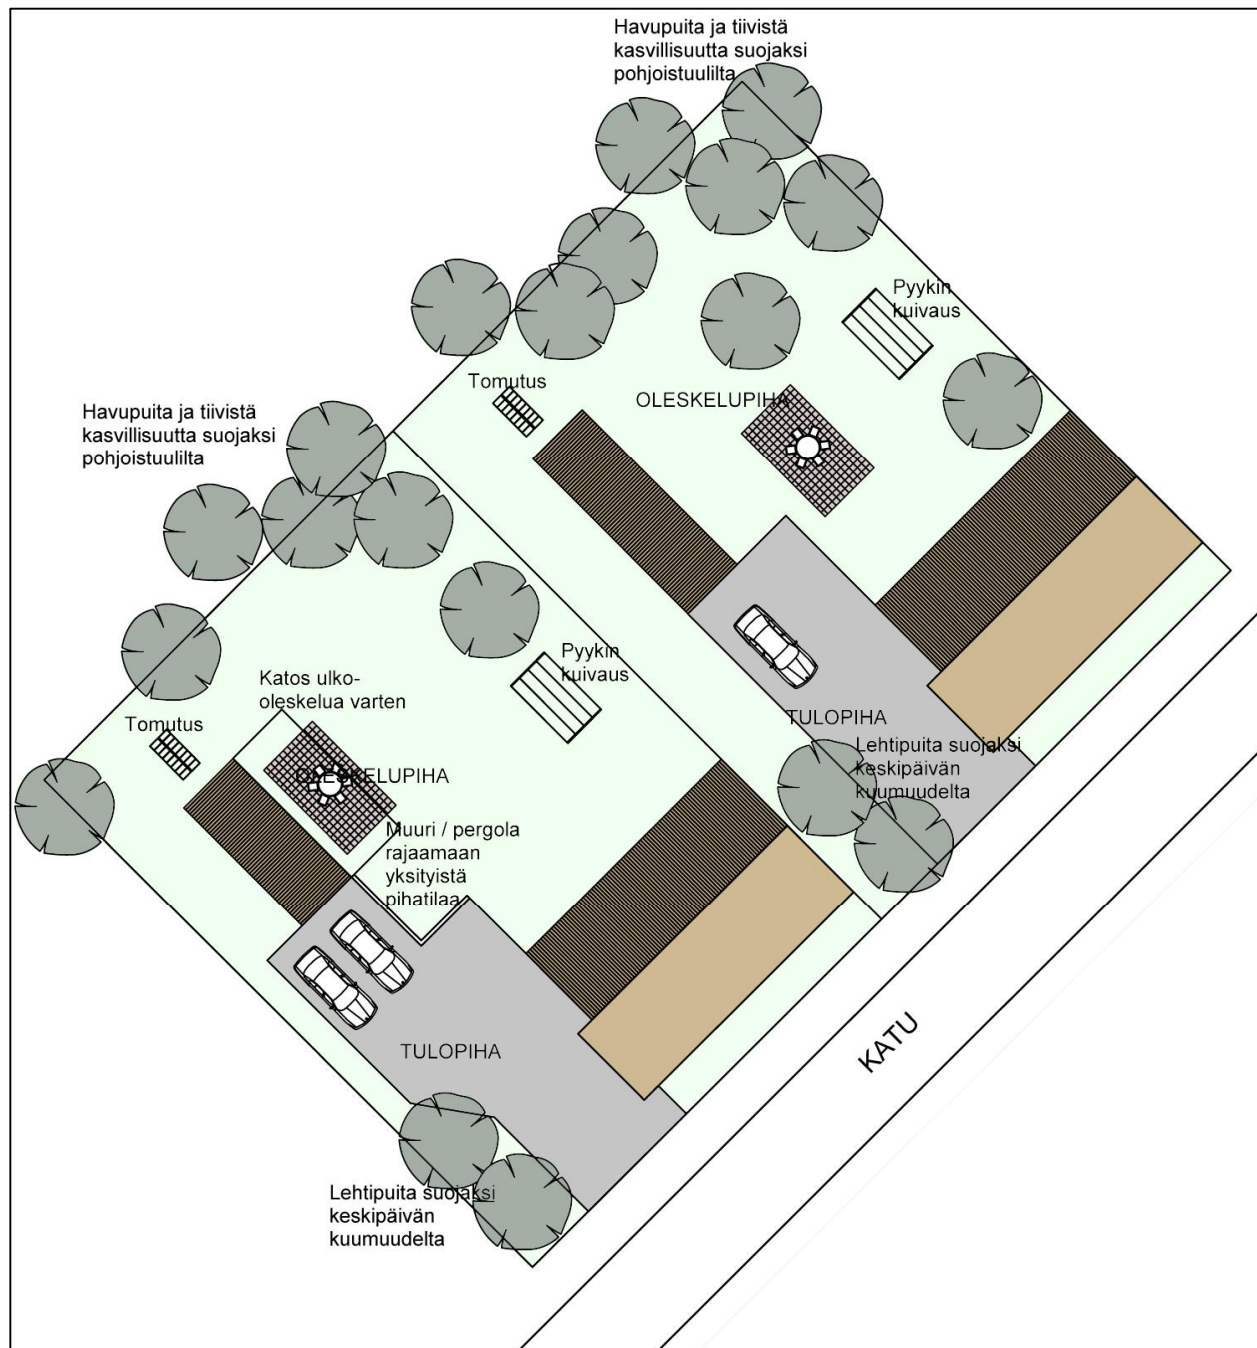 Havupuita ja tiivistä
kasvillisuutta suojaksi
pohjoistuulilta
Pyykin
kuivaus
Tomutus
OLESKELUPIHA
Havupuita ja tiivistä
kasvillisuutta suojaksi
pohjoistuulilta
Pyykin
kuivaus
Katos ulko-
oleskelua varten
Tomutus
TULOPIHA
Lehtipuita suojaksi
keskipäivän
kuumuudelta
OLESKELUPIHA
Muuri / pergola
rajaamaan
yksityistä
pihatilaa
KATU
TULOPIHA
Lehtipuita suojaksi
keskipäivän
kuumuudelta